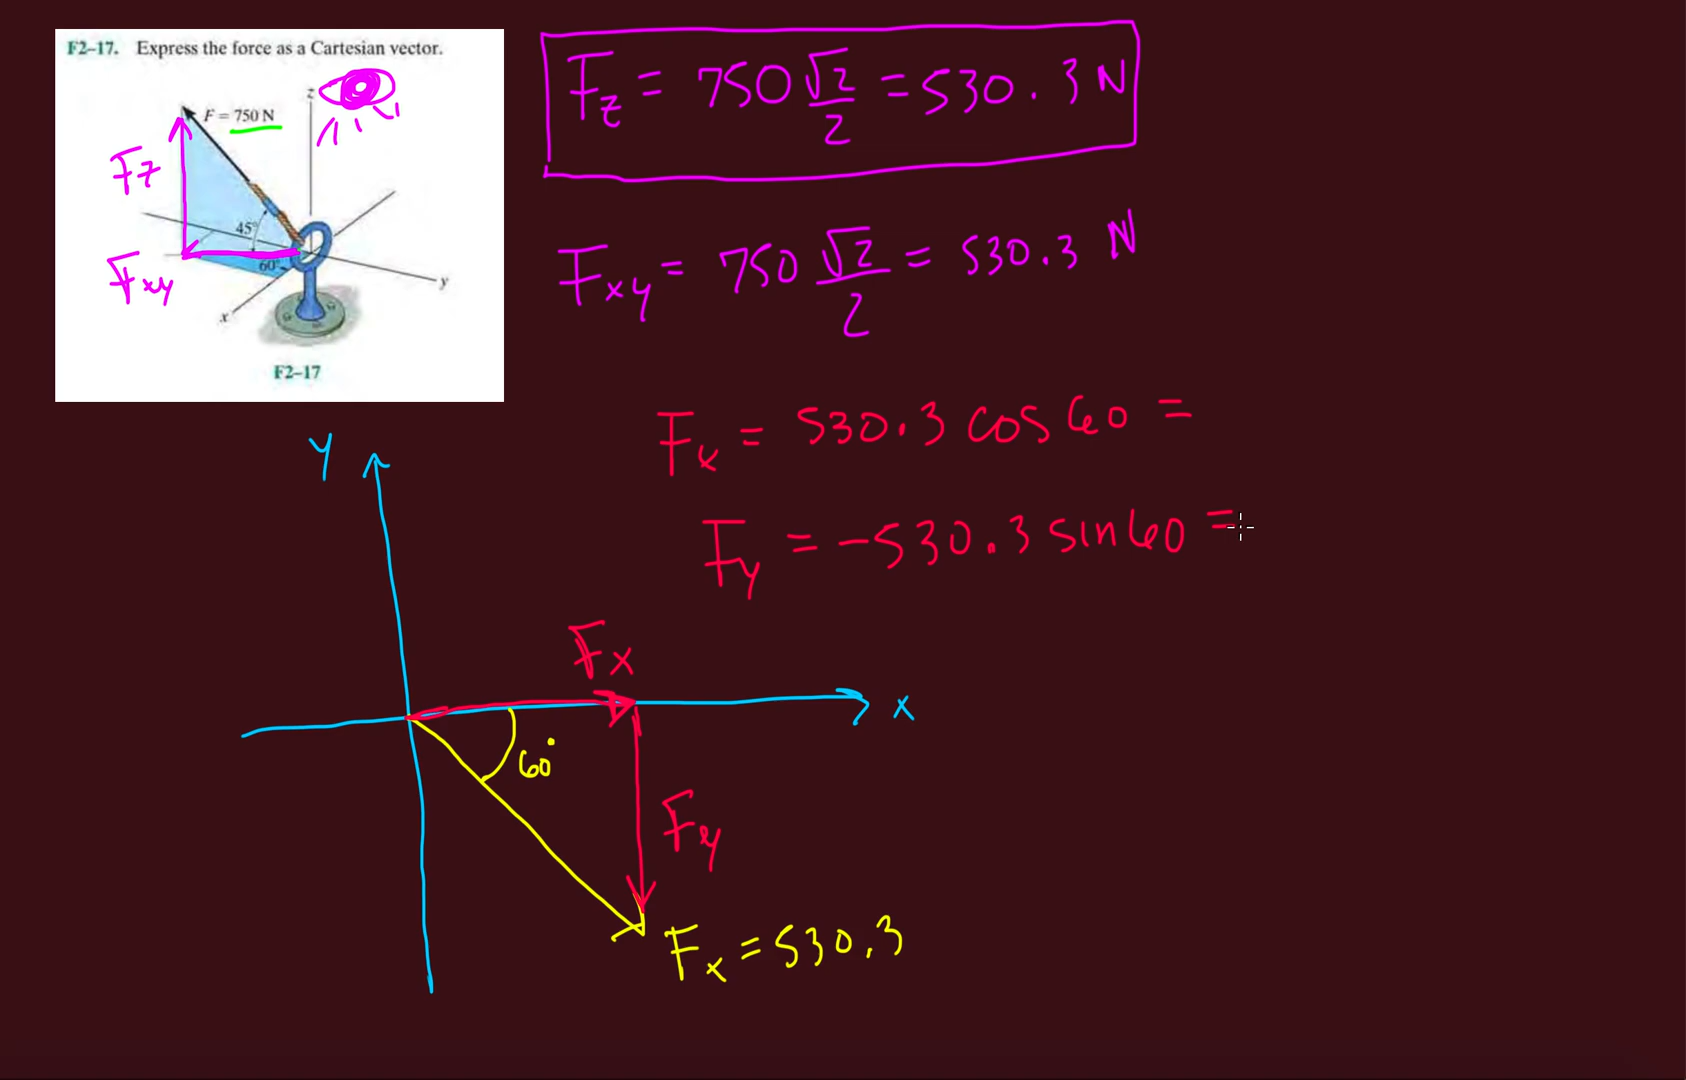 F2–17. Express the force as a Cartesian vector.
z
F = 750 N
Fz
45°
Fxy
60°
y
x
F2–17
Fz = 750 √2/2 = 530.3 N
Fxy = 750 √2/2 = 530.3 N
Fx = 530.3 cos 60 =
Fy = -530.3 sin 60 =
Y
Fx
x
60°
Fy
Fx = 530.3